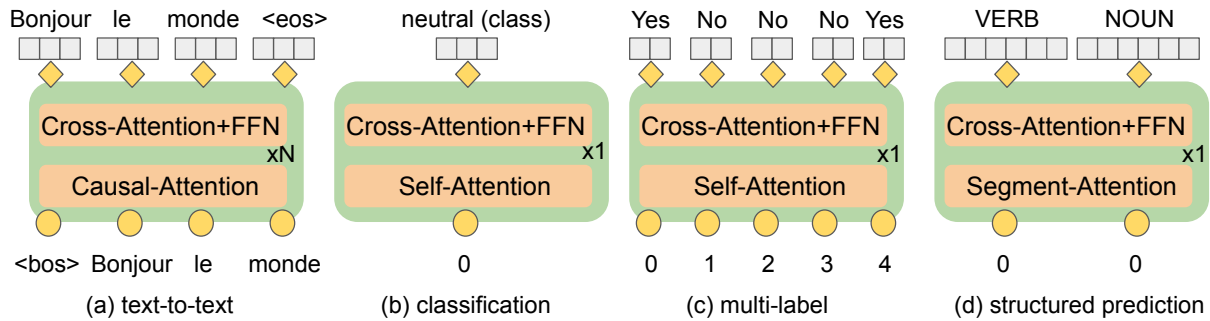 Bonjour le monde <eos>
Cross-Attention+FFN
xN
Causal-Attention
<bos> Bonjour le monde
(a) text-to-text
neutral (class)
Cross-Attention+FFN
x1
Self-Attention
0
(b) classification
Yes No No No Yes
Cross-Attention+FFN
x1
Self-Attention
0 1 2 3 4
(c) multi-label
VERB NOUN
Cross-Attention+FFN
x1
Segment-Attention
0 0
(d) structured prediction